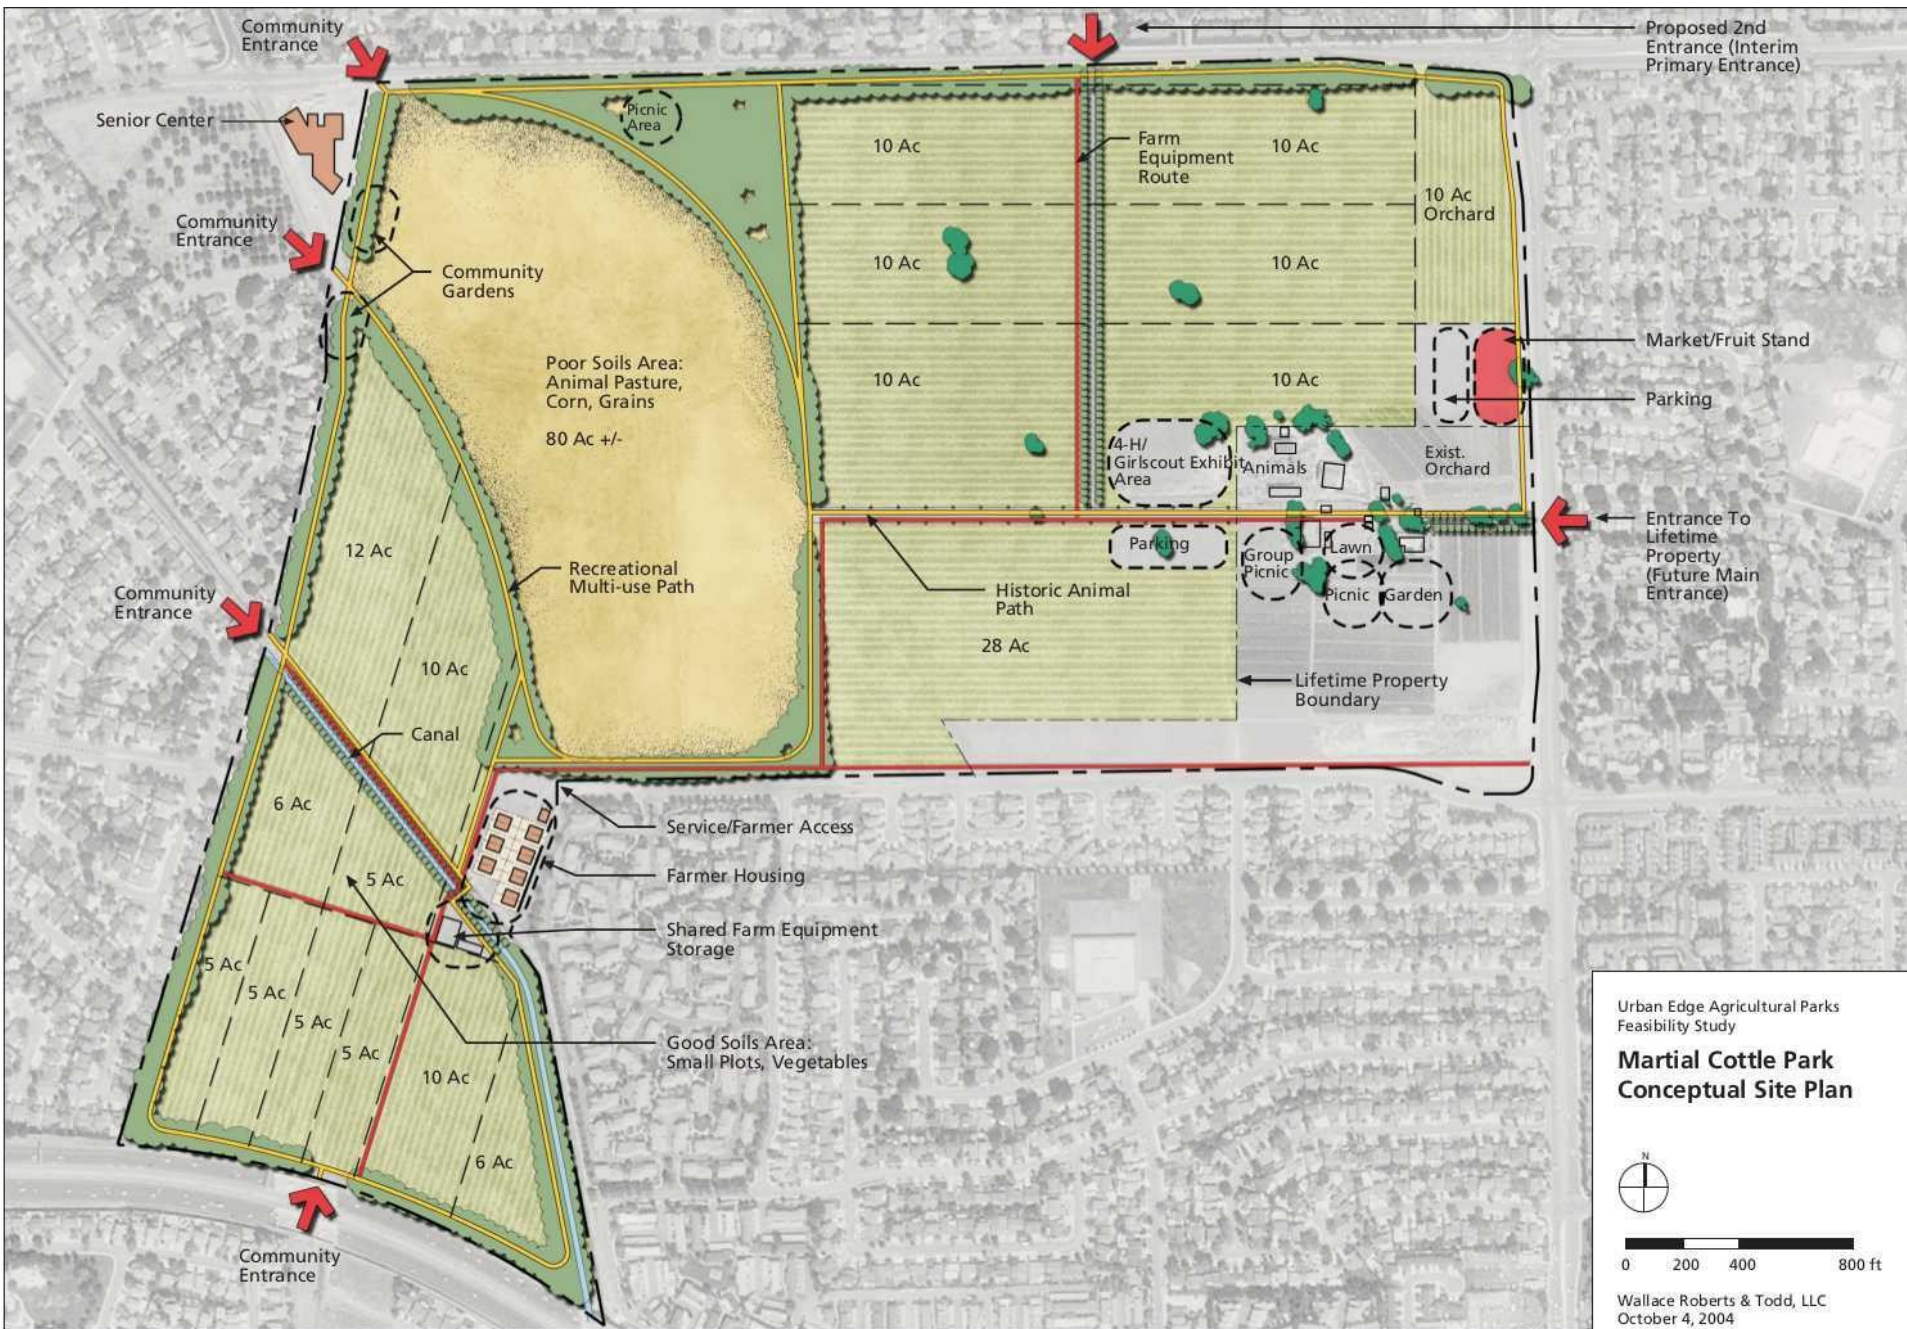 Community
Entrance
Proposed 2nd
Entrance (Interim
Primary Entrance)
Senior Center
Picnic
Area
10 Ac
Farm
Equipment
Route
10 Ac
10 Ac
Orchard
Community
Entrance
Community
Gardens
10 Ac
10 Ac
Market/Fruit Stand
Poor Soils Area:
Animal Pasture,
Corn, Grains
80 Ac +/-
10 Ac
10 Ac
Parking
4-H/
Girlscout Exhibit
Area
Animals
Exist.
Orchard
12 Ac
Recreational
Multi-use Path
Parking
Group
Picnic
Lawn
Picnic
Garden
Entrance To
Lifetime
Property
(Future Main
Entrance)
Historic Animal
Path
Community
Entrance
28 Ac
10 Ac
Lifetime Property
Boundary
Canal
6 Ac
Service/Farmer Access
5 Ac
Farmer Housing
Shared Farm Equipment
Storage
5 Ac
5 Ac
5 Ac
5 Ac
Good Soils Area:
Small Plots, Vegetables
10 Ac
6 Ac
Community
Entrance
Urban Edge Agricultural Parks
Feasibility Study
Martial Cottle Park
Conceptual Site Plan
N
0 200 400 800 ft
Wallace Roberts & Todd, LLC
October 4, 2004